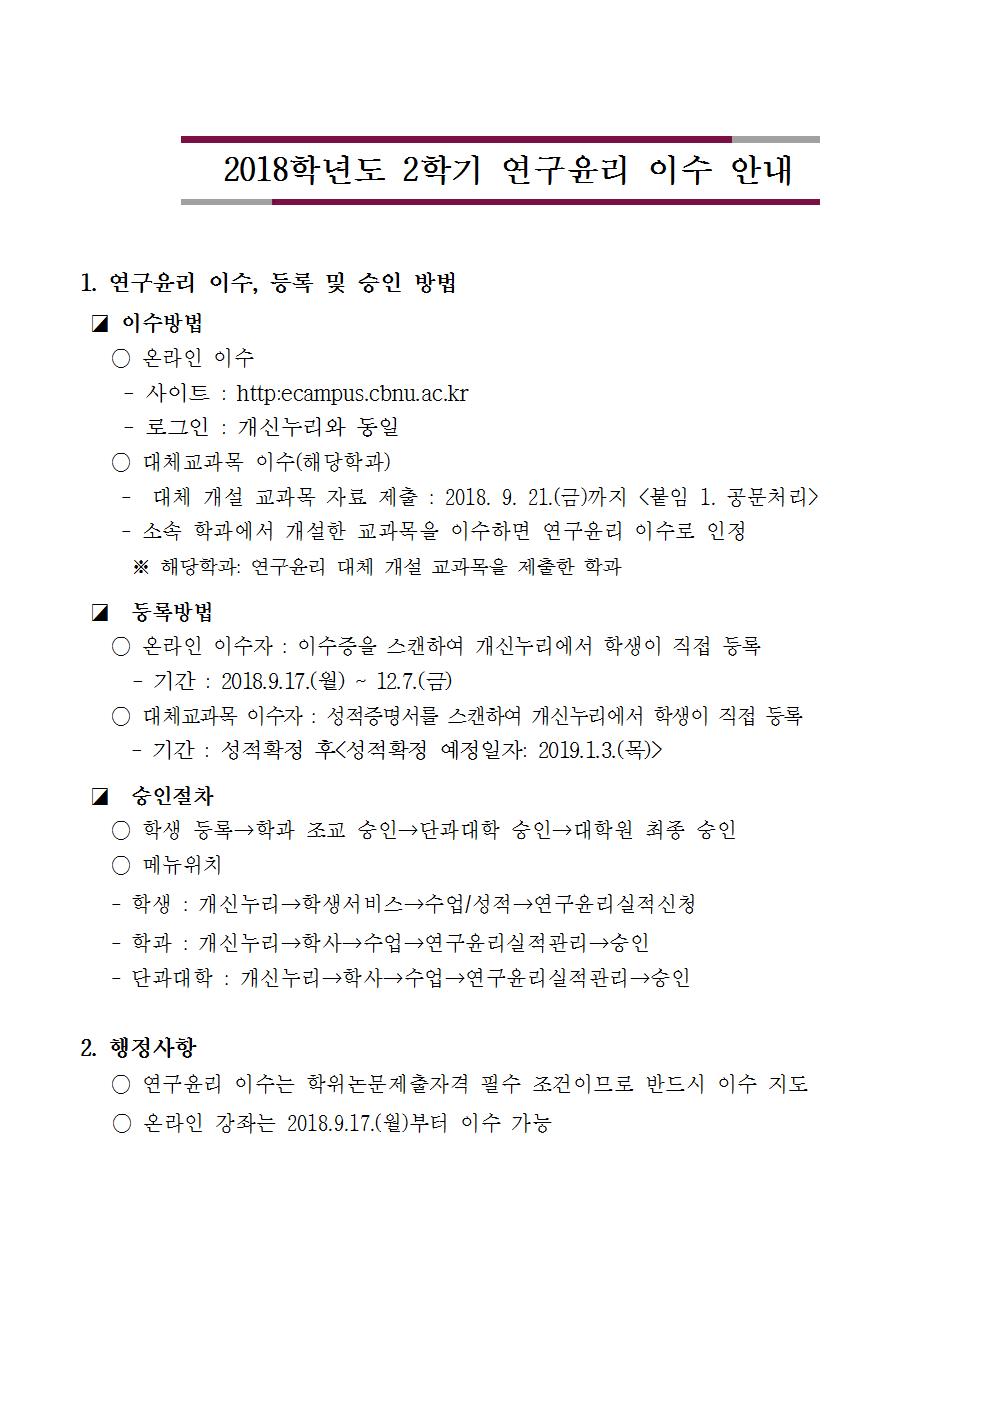 2018학년도 2학기 연구윤리 이수 안내
1. 연구윤리 이수, 등록 및 승인 방법
◪ 이수방법
○ 온라인 이수
- 사이트 : http:ecampus.cbnu.ac.kr
- 로그인 : 개신누리와 동일
○ 대체교과목 이수(해당학과)
- 대체 개설 교과목 자료 제출 : 2018. 9. 21.(금)까지 <붙임 1. 공문처리>
- 소속 학과에서 개설한 교과목을 이수하면 연구윤리 이수로 인정
※ 해당학과: 연구윤리 대체 개설 교과목을 제출한 학과
◪ 등록방법
○ 온라인 이수자 : 이수증을 스캔하여 개신누리에서 학생이 직접 등록
- 기간 : 2018.9.17.(월) ~ 12.7.(금)
○ 대체교과목 이수자 : 성적증명서를 스캔하여 개신누리에서 학생이 직접 등록
- 기간 : 성적확정 후<성적확정 예정일자: 2019.1.3.(목)>
◪ 승인절차
○ 학생 등록→학과 조교 승인→단과대학 승인→대학원 최종 승인
○ 메뉴위치
- 학생 : 개신누리→학생서비스→수업/성적→연구윤리실적신청
- 학과 : 개신누리→학사→수업→연구윤리실적관리→승인
- 단과대학 : 개신누리→학사→수업→연구윤리실적관리→승인
2. 행정사항
○ 연구윤리 이수는 학위논문제출자격 필수 조건이므로 반드시 이수 지도
○ 온라인 강좌는 2018.9.17.(월)부터 이수 가능